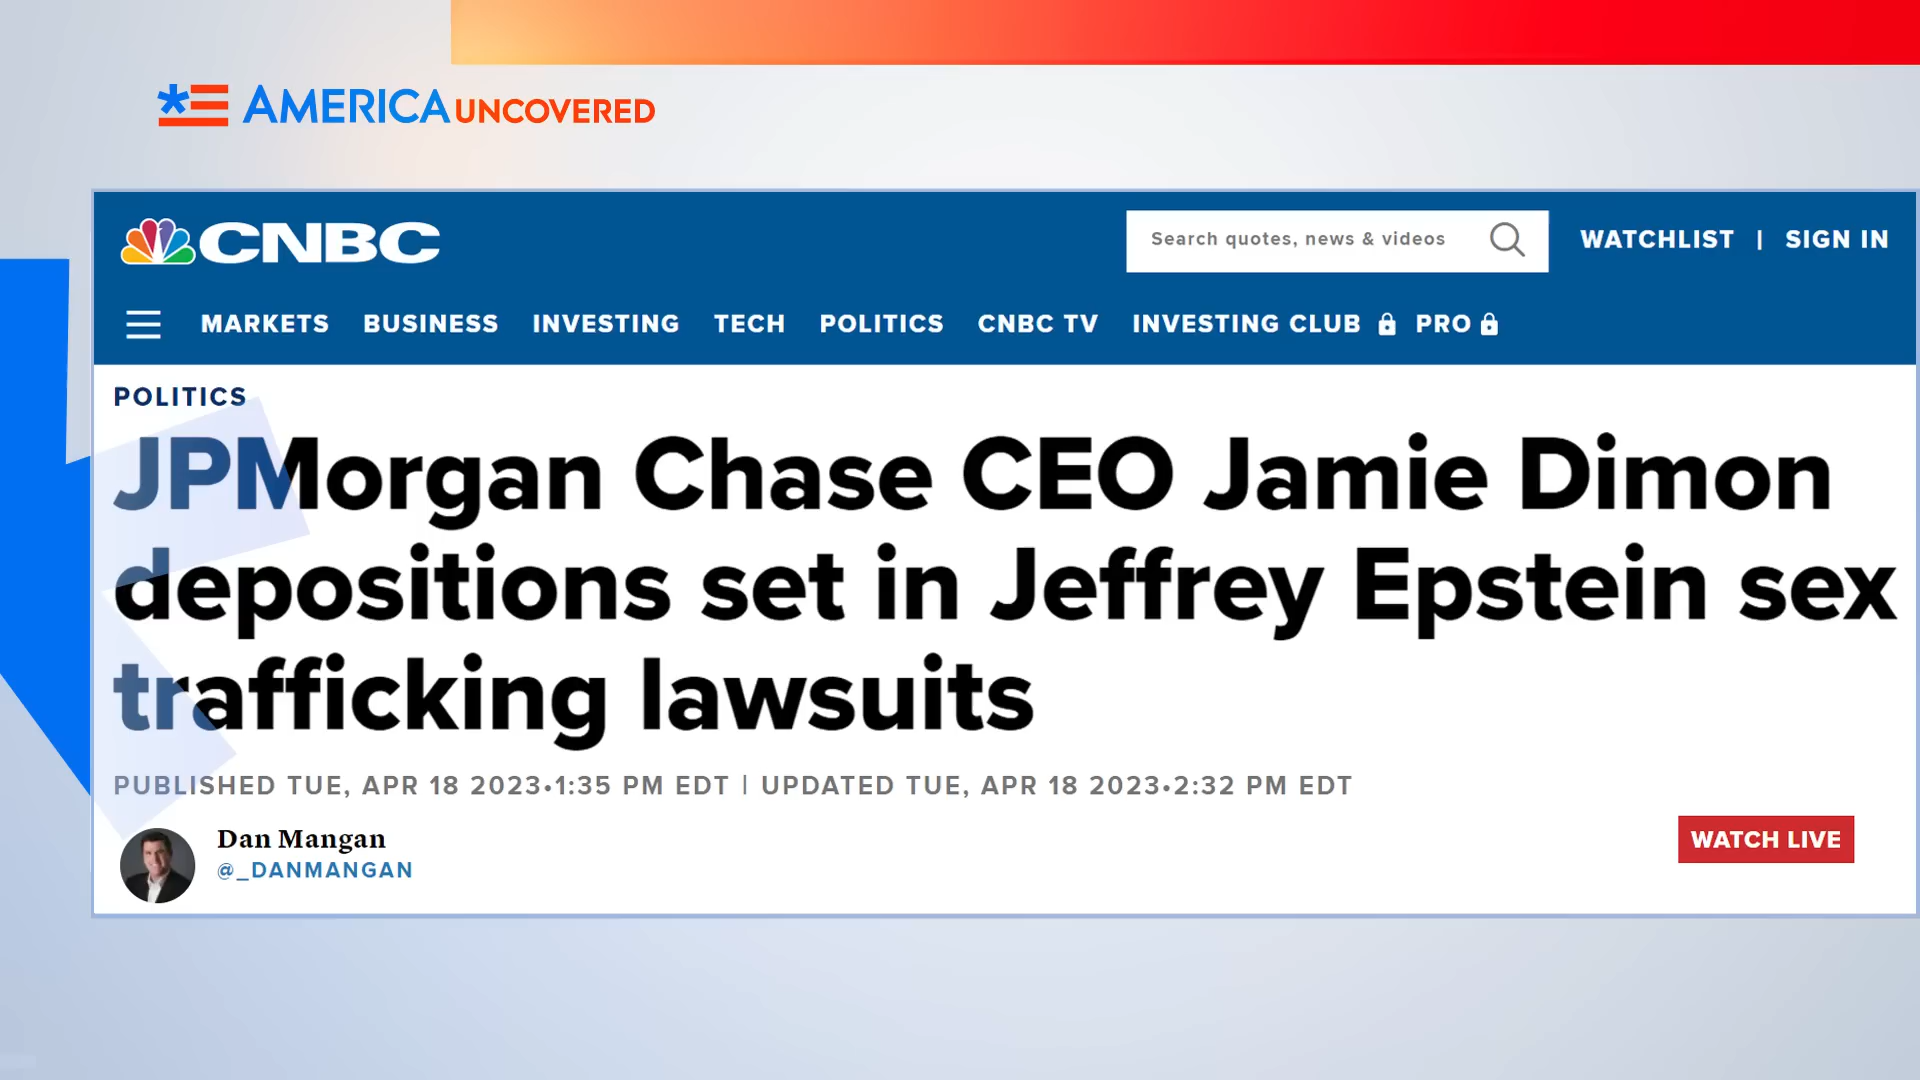 AMERICA UNCOVERED
CNBC
Search quotes, news & videos
WATCHLIST | SIGN IN
MARKETS BUSINESS INVESTING TECH POLITICS CNBC TV INVESTING CLUB PRO
POLITICS
JPMorgan Chase CEO Jamie Dimon
depositions set in Jeffrey Epstein sex
trafficking lawsuits
PUBLISHED TUE, APR 18 2023•1:35 PM EDT | UPDATED TUE, APR 18 2023•2:32 PM EDT
Dan Mangan
@_DANMANGAN
WATCH LIVE